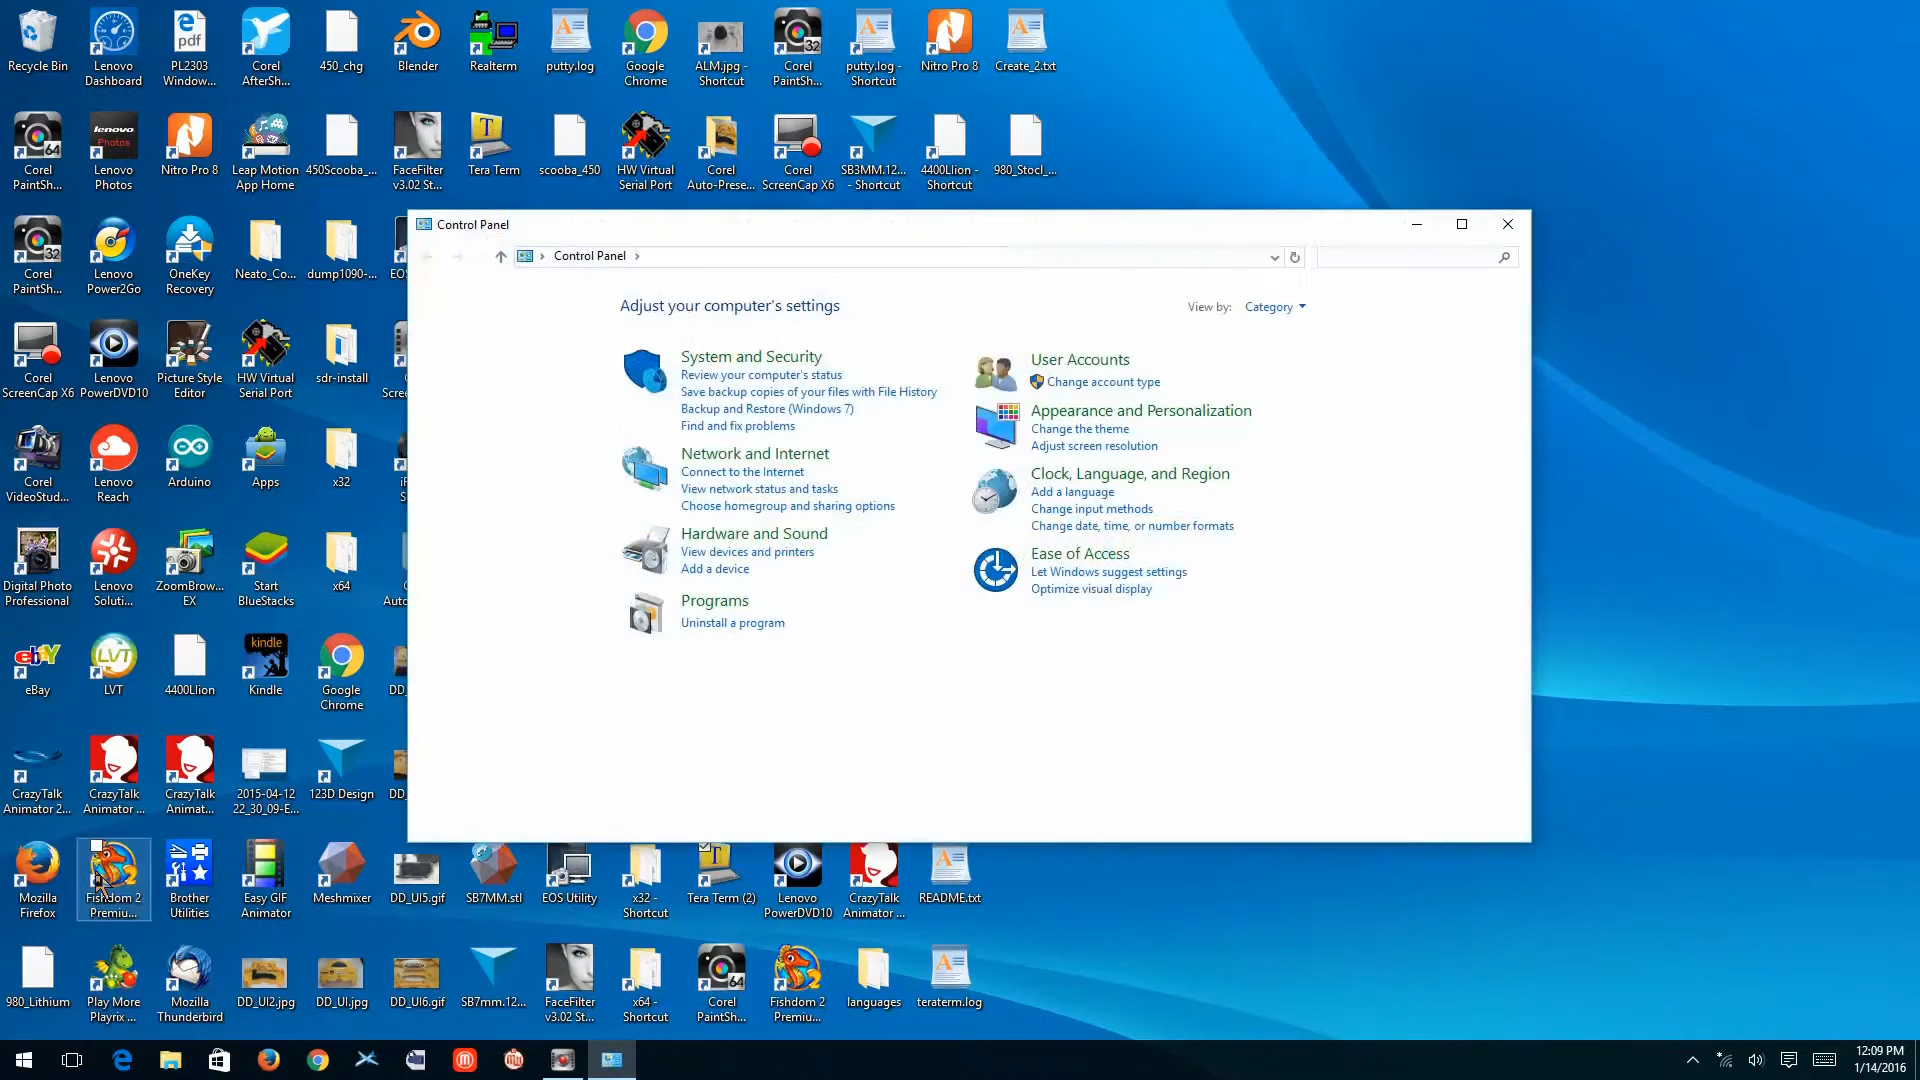 Recycle Bin
Lenovo
Dashboard
PL2303
Window...
Corel
AfterSh...
450_chg
Blender
Realterm
putty.log
Google
Chrome
ALM.jpg -
Shortcut
Corel
PaintSh...
putty.log -
Shortcut
Nitro Pro 8
Create_2.txt
Corel
PaintSh...
Lenovo
Photos
Nitro Pro 8
Leap Motion
App Home
450Scooba_...
FaceFilter
v3.02 St...
Tera Term
scooba_450
HW Virtual
Serial Port
Corel
Auto-Prese...
Corel
ScreenCap X6
SB3MM.12...
- Shortcut
4400LIion -
Shortcut
980_Stocl_...
Corel
PaintSh...
Lenovo
Power2Go
OneKey
Recovery
Neato_Co...
dump1090-...
EOS
Corel
ScreenCap X6
Lenovo
PowerDVD10
Picture Style
Editor
HW Virtual
Serial Port
sdr-install
Corel
VideoStud...
Lenovo
Reach
Arduino
Apps
x32
Digital Photo
Professional
Lenovo
Soluti...
ZoomBrow...
EX
Start
BlueStacks
x64
eBay
LVT
4400LIion
Kindle
Google
Chrome
CrazyTalk
Animator 2...
CrazyTalk
Animator ...
CrazyTalk
Animat...
2015-04-12
22_30_09-E...
123D Design
Control Panel
Control Panel
Adjust your computer's settings
View by: Category
System and Security
Review your computer's status
Save backup copies of your files with File History
Backup and Restore (Windows 7)
Find and fix problems
Network and Internet
Connect to the Internet
View network status and tasks
Choose homegroup and sharing options
Hardware and Sound
View devices and printers
Add a device
Programs
Uninstall a program
User Accounts
Change account type
Appearance and Personalization
Change the theme
Adjust screen resolution
Clock, Language, and Region
Add a language
Change input methods
Change date, time, or number formats
Ease of Access
Let Windows suggest settings
Optimize visual display
Mozilla
Firefox
Fishdom 2
Premiu...
Brother
Utilities
Easy GIF
Animator
Meshmixer
DD_UI5.gif
SB7MM.stl
EOS Utility
x32 -
Shortcut
Tera Term (2)
Lenovo
PowerDVD10
CrazyTalk
Animator ...
README.txt
980_Lithium
Play More
Playrix ...
Mozilla
Thunderbird
DD_UI2.jpg
DD_UI.jpg
DD_UI6.gif
SB7mm.12...
FaceFilter
v3.02 St...
x64 -
Shortcut
Corel
PaintSh...
Fishdom 2
Premiu...
languages
teraterm.log
12:09 PM
1/14/2016